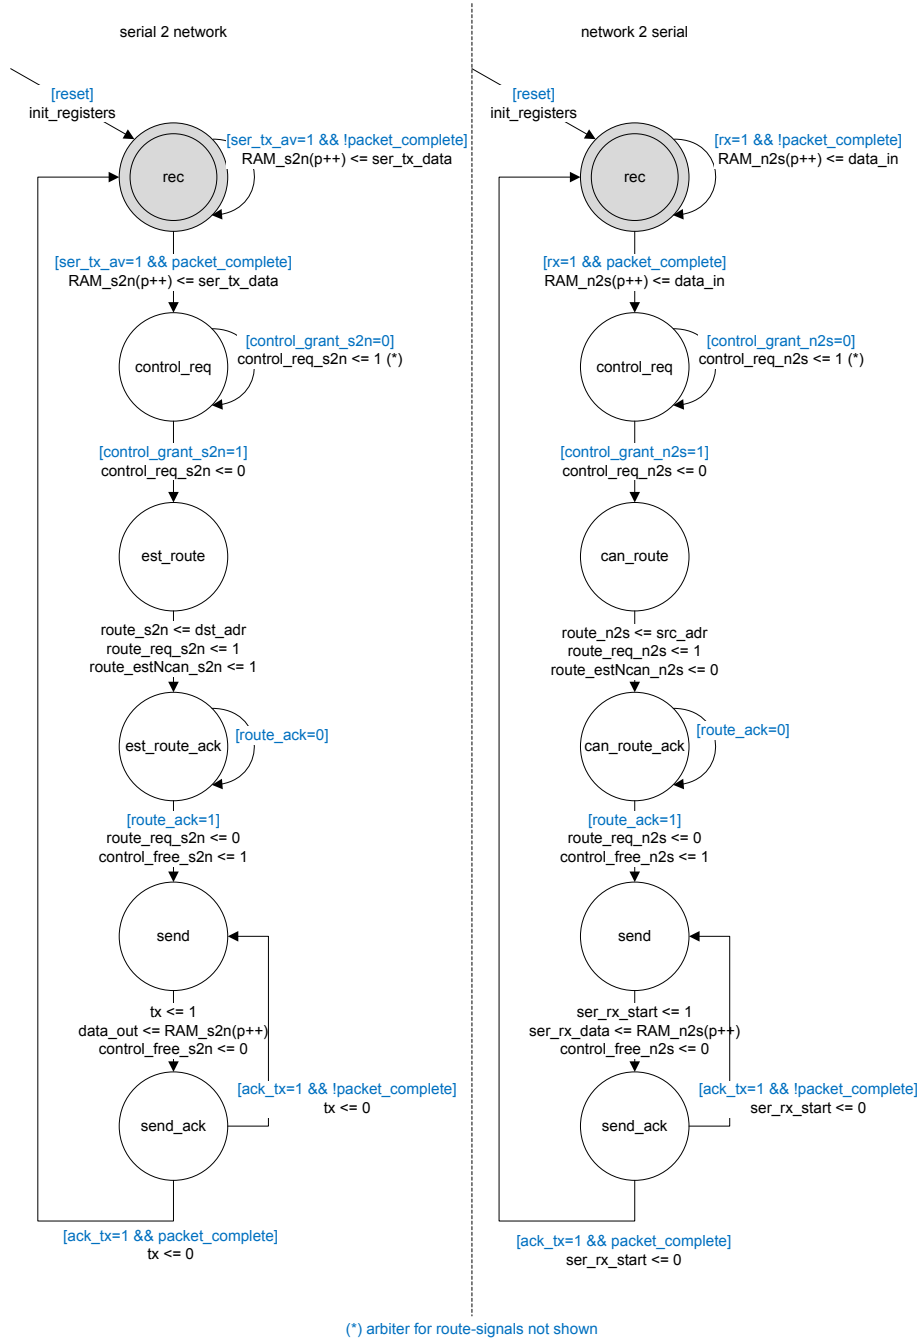 serial 2 network
[reset]
init_registers
[ser_tx_av=1 && !packet_complete]
RAM_s2n(p++) <= ser_tx_data
rec
[ser_tx_av=1 && packet_complete]
RAM_s2n(p++) <= ser_tx_data
[control_grant_s2n=0]
control_req_s2n <= 1 (*)
control_req
[control_grant_s2n=1]
control_req_s2n <= 0
est_route
route_s2n <= dst_adr
route_req_s2n <= 1
route_estNcan_s2n <= 1
est_route_ack
[route_ack=0]
[route_ack=1]
route_req_s2n <= 0
control_free_s2n <= 1
send
tx <= 1
data_out <= RAM_s2n(p++)
control_free_s2n <= 0
[ack_tx=1 && !packet_complete]
tx <= 0
send_ack
[ack_tx=1 && packet_complete]
tx <= 0
network 2 serial
[reset]
init_registers
[rx=1 && !packet_complete]
RAM_n2s(p++) <= data_in
rec
[rx=1 && packet_complete]
RAM_n2s(p++) <= data_in
[control_grant_n2s=0]
control_req_n2s <= 1 (*)
control_req
[control_grant_n2s=1]
control_req_n2s <= 0
can_route
route_n2s <= src_adr
route_req_n2s <= 1
route_estNcan_n2s <= 0
can_route_ack
[route_ack=0]
[route_ack=1]
route_req_n2s <= 0
control_free_n2s <= 1
send
ser_rx_start <= 1
ser_rx_data <= RAM_n2s(p++)
control_free_n2s <= 0
[ack_tx=1 && !packet_complete]
ser_rx_start <= 0
send_ack
[ack_tx=1 && packet_complete]
ser_rx_start <= 0
(*) arbiter for route-signals not shown